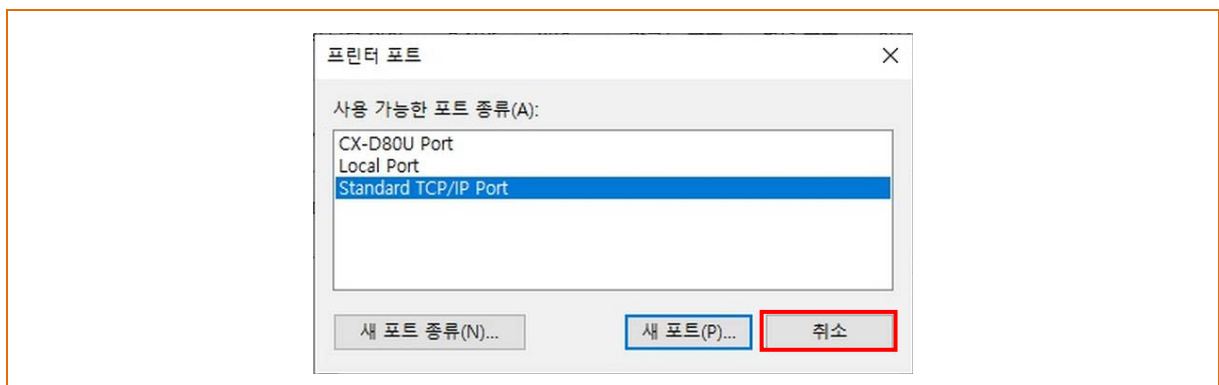 프린터 포트
사용 가능한 포트 종류(A):
CX-D80U Port
Local Port
Standard TCP/IP Port
새 포트 종류(N)... 새 포트(P)... 취소